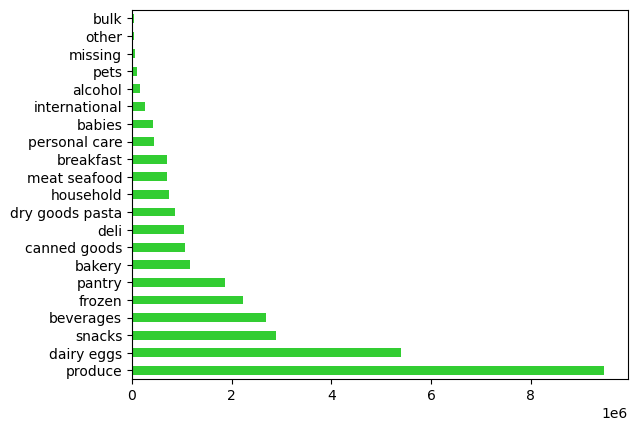 bulk
other
missing
pets
alcohol
international
babies
personal care
breakfast
meat seafood
household
dry goods pasta
deli
canned goods
bakery
pantry
frozen
beverages
snacks
dairy eggs
produce
0 2 4 6 8
1e6